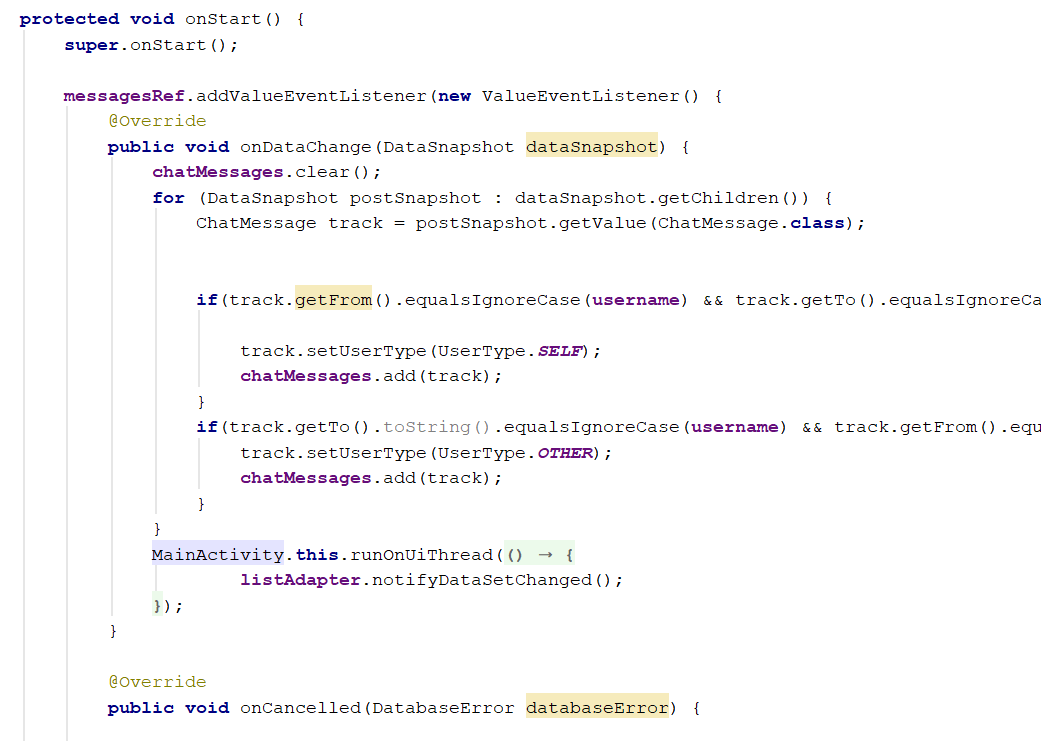 protected void onStart() {
super.onStart();
messagesRef.addValueEventListener(new ValueEventListener() {
@Override
public void onDataChange(DataSnapshot dataSnapshot) {
chatMessages.clear();
for (DataSnapshot postSnapshot : dataSnapshot.getChildren()) {
ChatMessage track = postSnapshot.getValue(ChatMessage.class);
if(track.getFrom().equalsIgnoreCase(username) && track.getTo().equalsIgnoreCa
track.setUserType(UserType.SELF);
chatMessages.add(track);
}
if(track.getTo().toString().equalsIgnoreCase(username) && track.getFrom().equ
track.setUserType(UserType.OTHER);
chatMessages.add(track);
}
}
MainActivity.this.runOnUiThread(() → {
listAdapter.notifyDataSetChanged();
});
}
@Override
public void onCancelled(DatabaseError databaseError) {